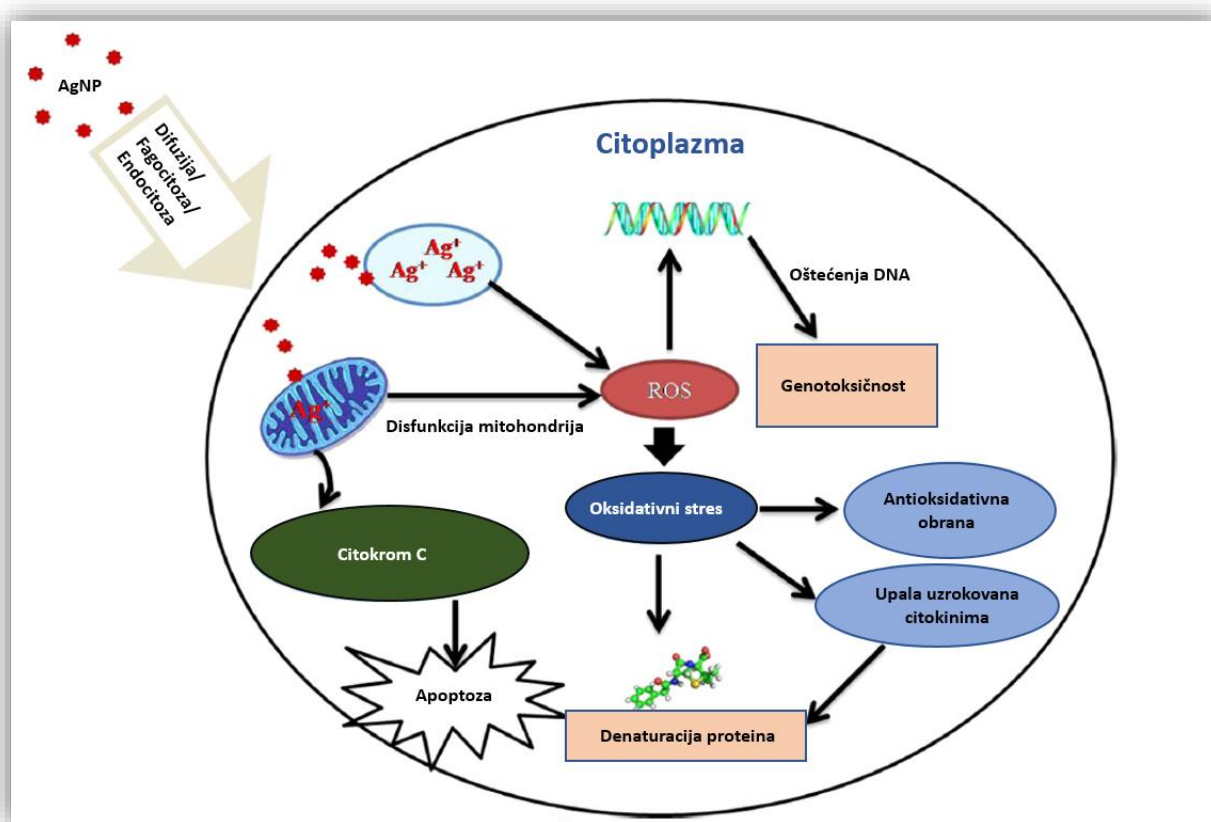 AgNP
Difuzija/
Fagocitoza/
Endocitoza
Citoplazma
Ag⁺
Ag⁺ Ag⁺
Oštećenja DNA
Ag⁺
ROS
Genotoksičnost
Disfunkcija mitohondrija
Oksidativni stres
Antioksidativna
obrana
Citokrom C
Upala uzrokovana
citokinima
Apoptoza
Denaturacija proteina